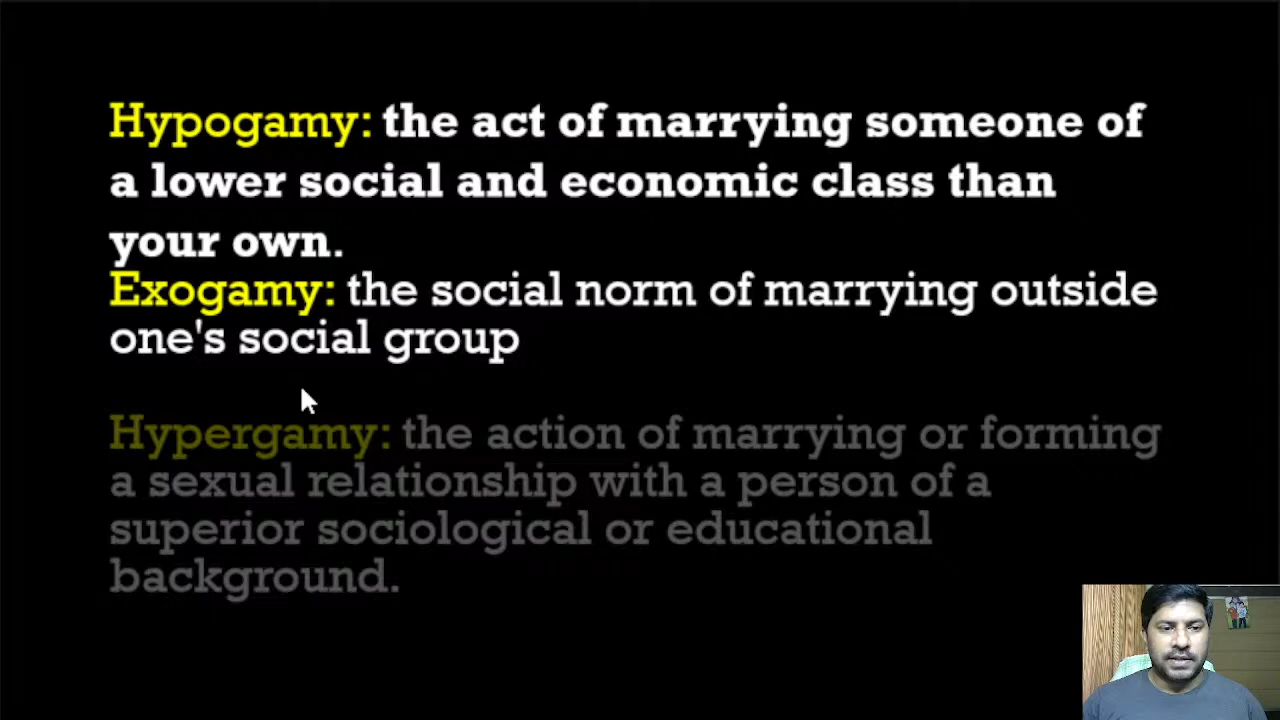 Hypogamy: the act of marrying someone of
a lower social and economic class than
your own.
Exogamy: the social norm of marrying outside
one's social group
Hypergamy: the action of marrying or forming
a sexual relationship with a person of a
superior sociological or educational
background.